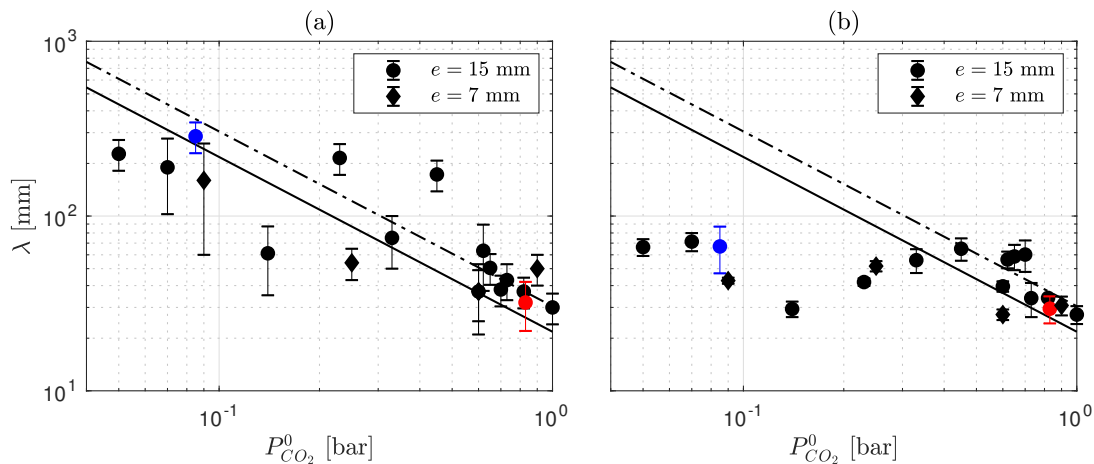 (a) (b)
10^3
e = 15 mm
e = 7 mm
e = 15 mm
e = 7 mm
λ [mm]
10^2
10^1
10^-1 10^0 10^-1 10^0
P^0_{CO_2} [bar] P^0_{CO_2} [bar]